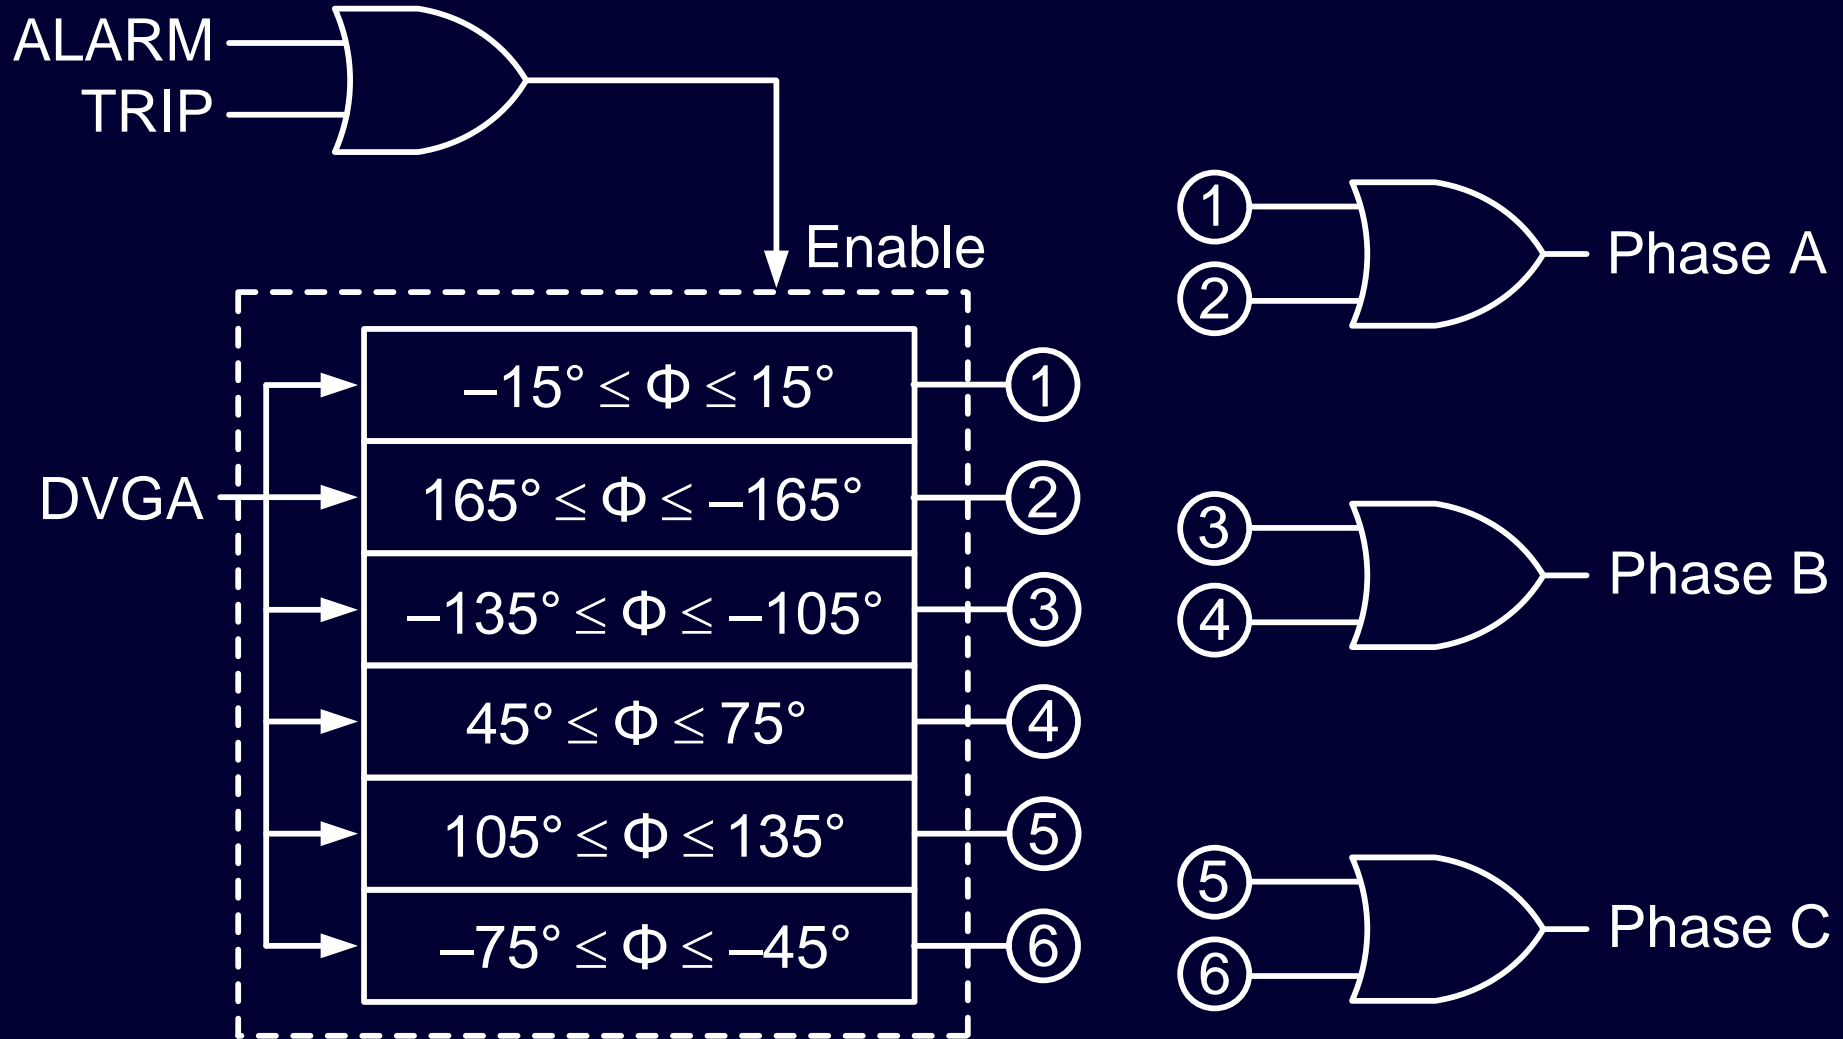 ALARM
TRIP
Enable
DVGA
–15° ≤ Φ ≤ 15°
165° ≤ Φ ≤ –165°
–135° ≤ Φ ≤ –105°
45° ≤ Φ ≤ 75°
105° ≤ Φ ≤ 135°
–75° ≤ Φ ≤ –45°
1
2
3
4
5
6
1
2
Phase A
3
4
Phase B
5
6
Phase C